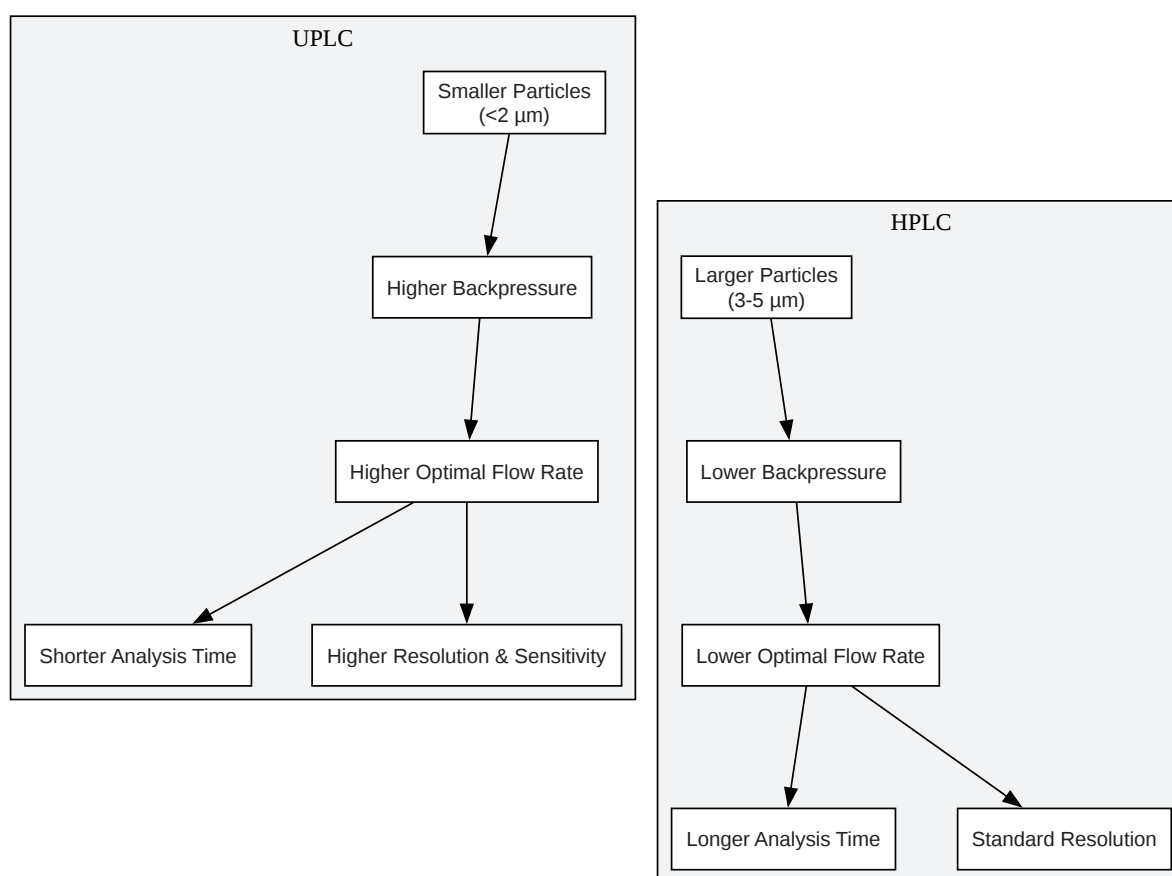 UPLC
Smaller Particles
(<2 µm)
Higher Backpressure
Higher Optimal Flow Rate
Shorter Analysis Time
Higher Resolution & Sensitivity
HPLC
Larger Particles
(3-5 µm)
Lower Backpressure
Lower Optimal Flow Rate
Longer Analysis Time
Standard Resolution